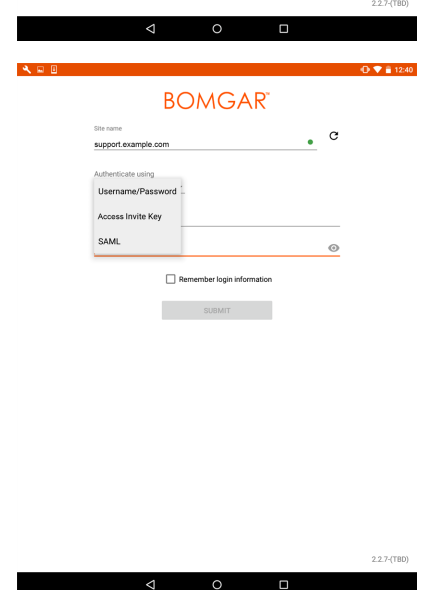 2.2.7-(TBD)
12:40
BOMGAR™
Site name
support.example.com
Authenticate using
Username/Password
Access Invite Key
SAML
Remember login information
SUBMIT
2.2.7-(TBD)